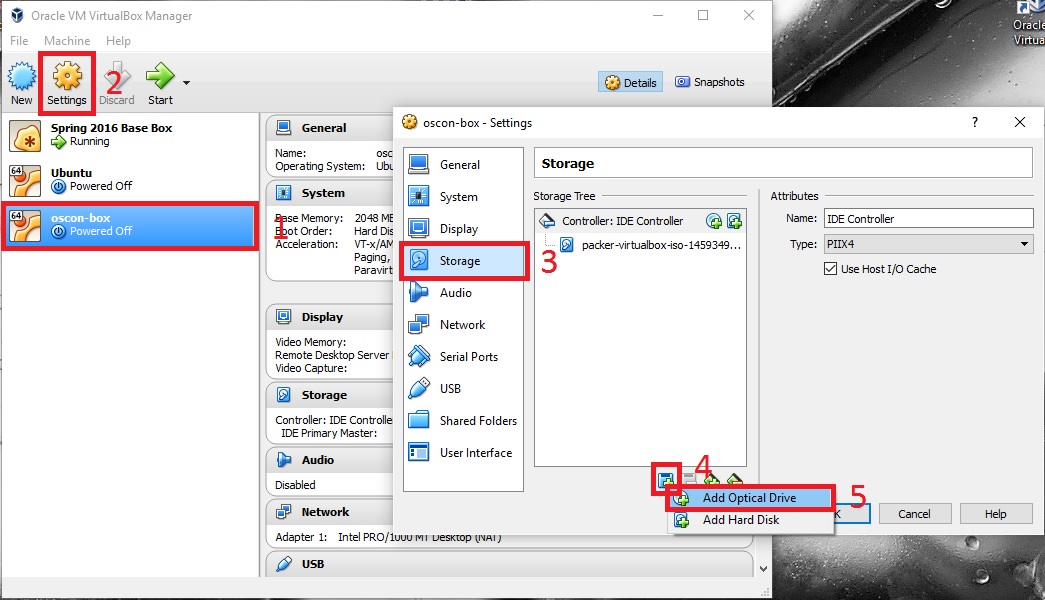 Oracle VM VirtualBox Manager
File Machine Help
New Settings 2 Discard Start
Details Snapshots
Oracle
Virtua
Spring 2016 Base Box
Running
64
Ubuntu
Powered Off
64
oscon-box
Powered Off
1
General
Name: osc
Operating System: Ubu
System
Base Memory: 2048 MB
Boot Order: Hard Dis
Acceleration: VT-x/AM
Paging,
Paravirt
Display
Video Memory:
Remote Desktop Server
Video Capture:
Storage
Controller: IDE Controlle
IDE Primary Master:
Audio
Disabled
Network
Adapter 1: Intel PRO/1000 MT Desktop (NAT)
USB
oscon-box - Settings ?
General
System
Display
Storage
3
Audio
Network
Serial Ports
USB
Shared Folders
User Interface
Storage
Storage Tree
Controller: IDE Controller
packer-virtualbox-iso-1459349...
Attributes
Name: IDE Controller
Type: PIIX4
Use Host I/O Cache
4
Add Optical Drive
5
Add Hard Disk
K Cancel Help